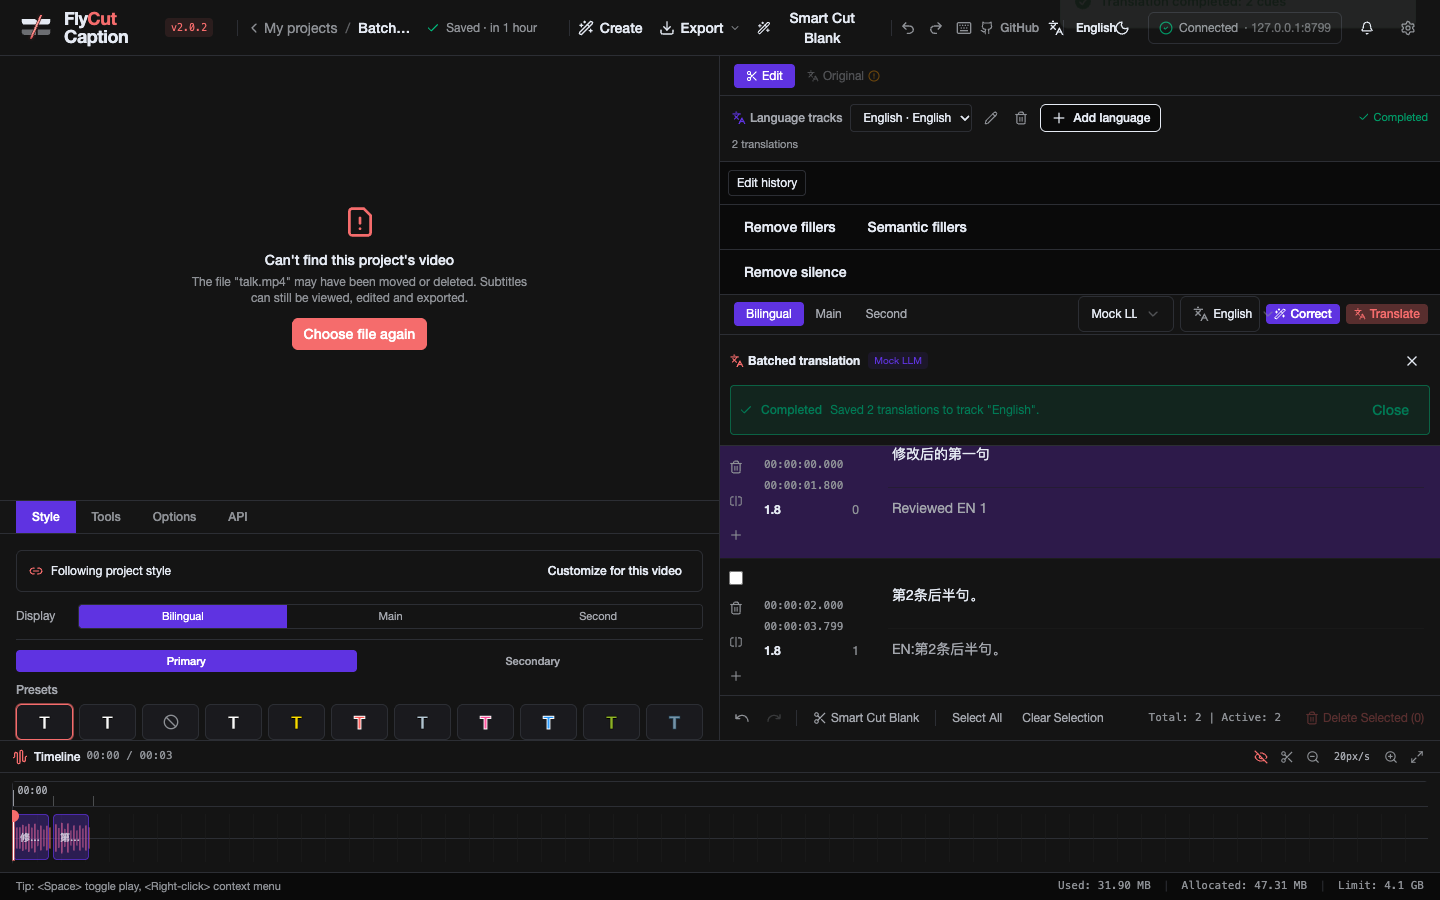 FlyCut Caption
v2.0.2
My projects / Batch... Saved · in 1 hour
Create
Export
Smart Cut Blank
GitHub
English
Translation completed: 2 cues
Connected · 127.0.0.1:8799
Can't find this project's video
The file "talk.mp4" may have been moved or deleted. Subtitles
can still be viewed, edited and exported.
Choose file again
Style Tools Options API
Following project style
Customize for this video
Display Bilingual Main Second
Primary Secondary
Presets
T T T T T T T T T T
Edit Original
Language tracks English · English Add language Completed
2 translations
Edit history
Remove fillers Semantic fillers
Remove silence
Bilingual Main Second Mock LL English Correct Translate
Batched translation Mock LLM
Completed Saved 2 translations to track "English". Close
修改后的第一句
00:00:00.000
00:00:01.800
1.8 0 Reviewed EN 1
第2条后半句。
00:00:02.000
00:00:03.799
1.8 1 EN:第2条后半句。
Smart Cut Blank Select All Clear Selection Total: 2 | Active: 2 Delete Selected (0)
Timeline 00:00 / 00:03 20px/s
00:00
修... 第...
Tip: <Space> toggle play, <Right-click> context menu
Used: 31.90 MB | Allocated: 47.31 MB | Limit: 4.1 GB